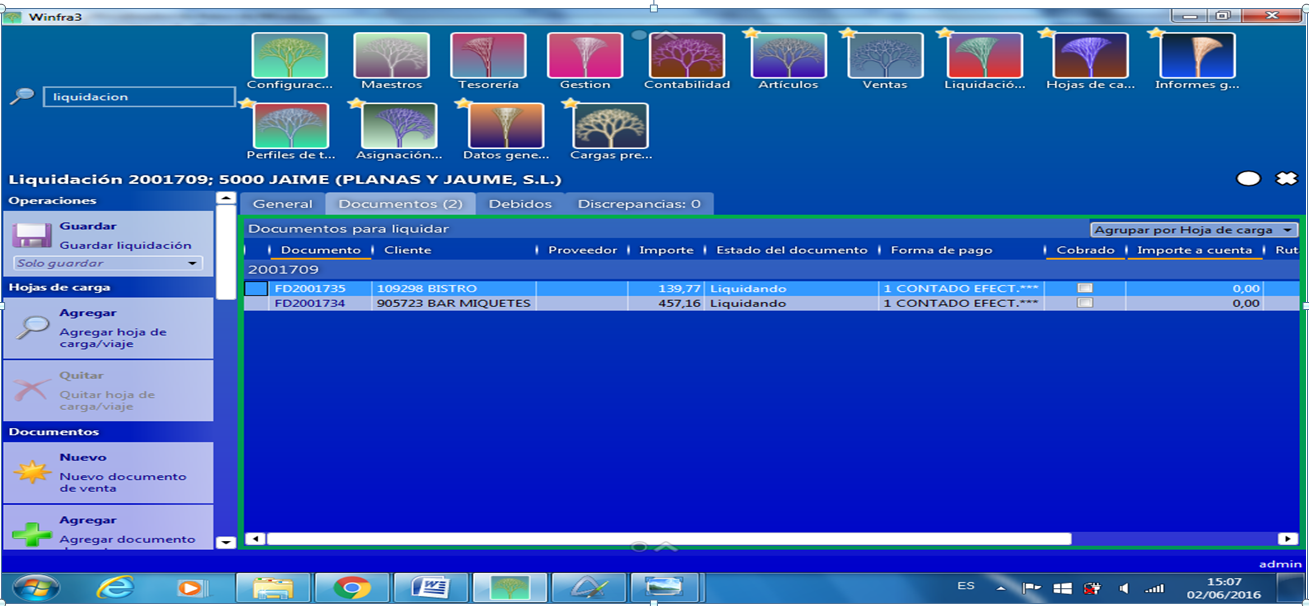 Winfra3
liquidacion
Configurac... Maestros Tesorería Gestion Contabilidad Artículos Ventas Liquidació... Hojas de ca... Informes g...
Perfiles de t... Asignación... Datos gene... Cargas pre...
Liquidación 2001709; 5000 JAIME (PLANAS Y JAUME, S.L.)
Operaciones
Guardar
Guardar liquidación
Solo guardar
Hojas de carga
Agregar
Agregar hoja de
carga/viaje
Quitar
Quitar hoja de
carga/viaje
Documentos
Nuevo
Nuevo documento
de venta
Agregar
Agregar documento
General Documentos (2) Debidos Discrepancias: 0
Documentos para liquidar Agrupar por Hoja de carga
Documento Cliente Proveedor Importe Estado del documento Forma de pago Cobrado Importe a cuenta Rut
2001709
FD2001735 109298 BISTRO 139,77 Liquidando 1 CONTADO EFECT.*** 0,00
FD2001734 905723 BAR MIQUETES 457,16 Liquidando 1 CONTADO EFECT.*** 0,00
admin
ES 15:07
02/06/2016